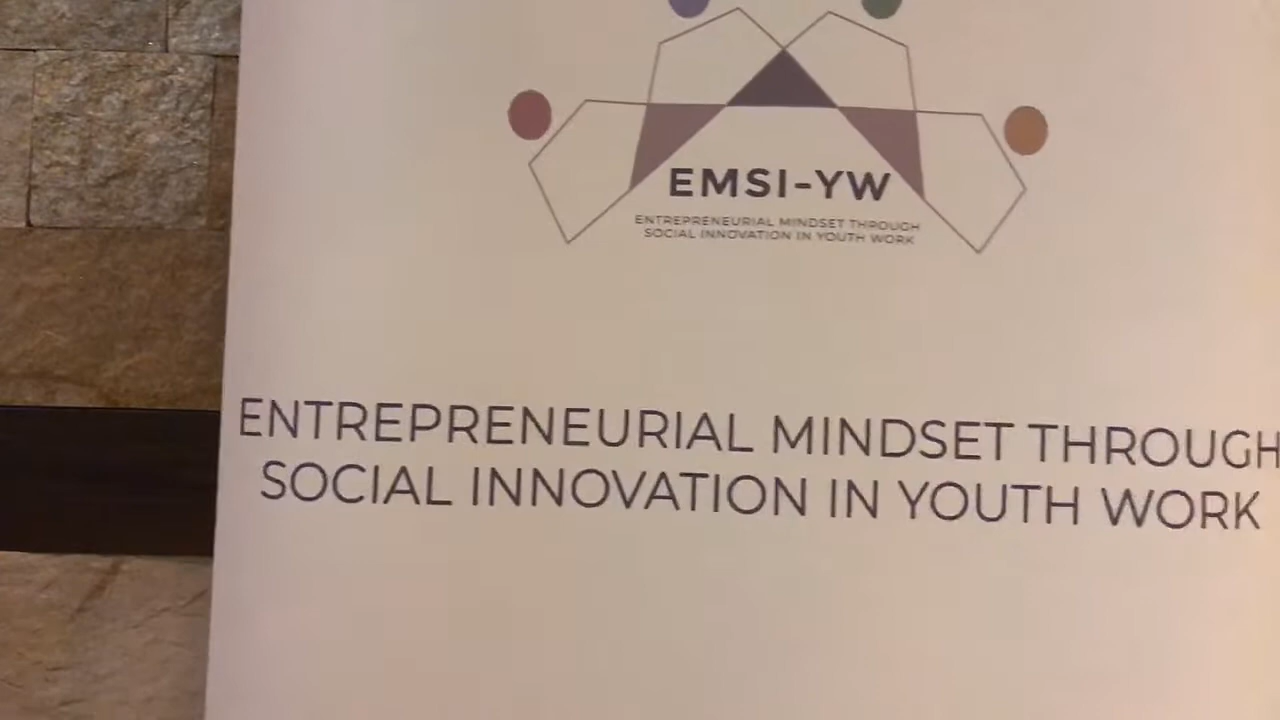 EMSI-YW
ENTREPRENEURIAL MINDSET THROUGH
SOCIAL INNOVATION IN YOUTH WORK
ENTREPRENEURIAL MINDSET THROUGH
SOCIAL INNOVATION IN YOUTH WORK